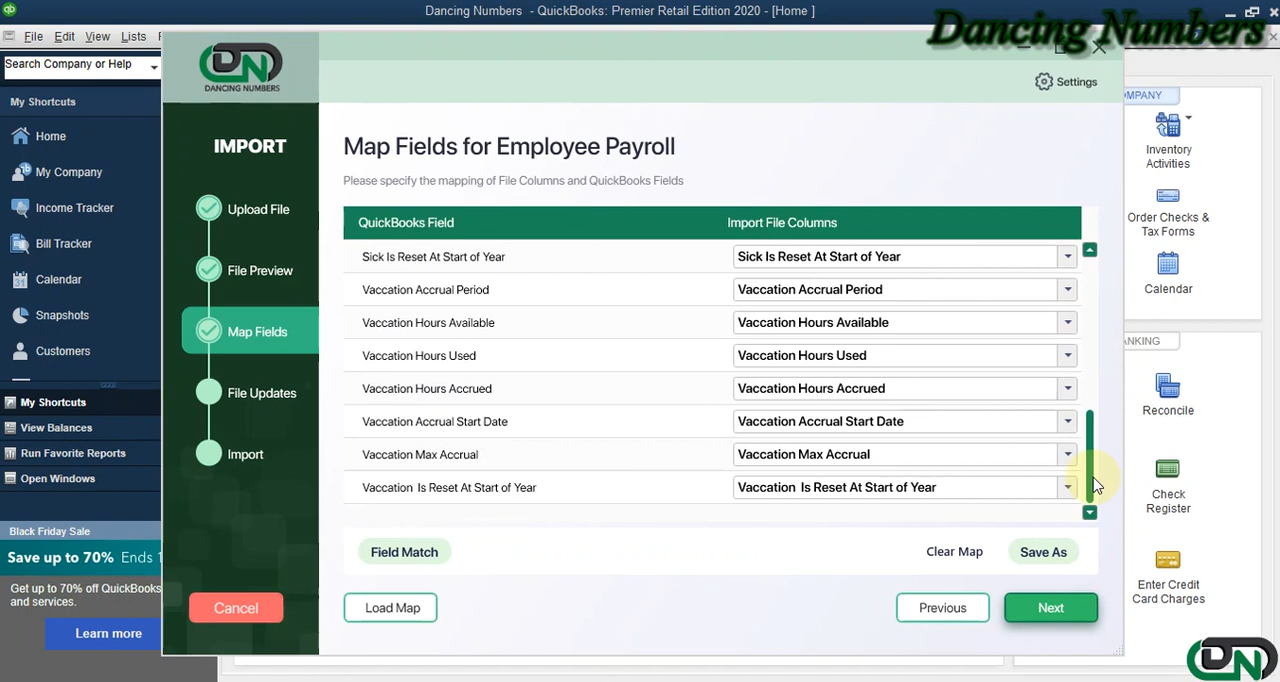 Dancing Numbers - QuickBooks: Premier Retail Edition 2020 - [Home ]
Dancing Numbers
File Edit View Lists
Search Company or Help
My Shortcuts
Home
My Company
Income Tracker
Bill Tracker
Calendar
Snapshots
Customers
My Shortcuts
View Balances
Run Favorite Reports
Open Windows
Black Friday Sale
Save up to 70% Ends 1
Get up to 70% off QuickBooks
and services.
Learn more
DN
DANCING NUMBERS
IMPORT
Upload File
File Preview
Map Fields
File Updates
Import
Cancel
Settings
Map Fields for Employee Payroll
Please specify the mapping of File Columns and QuickBooks Fields
QuickBooks Field Import File Columns
Sick Is Reset At Start of Year Sick Is Reset At Start of Year
Vaccation Accrual Period Vaccation Accrual Period
Vaccation Hours Available Vaccation Hours Available
Vaccation Hours Used Vaccation Hours Used
Vaccation Hours Accrued Vaccation Hours Accrued
Vaccation Accrual Start Date Vaccation Accrual Start Date
Vaccation Max Accrual Vaccation Max Accrual
Vaccation Is Reset At Start of Year Vaccation Is Reset At Start of Year
Field Match Clear Map Save As
Load Map Previous Next
OMPANY
Inventory
Activities
Order Checks &
Tax Forms
Calendar
ANKING
Reconcile
Check
Register
Enter Credit
Card Charges
DN